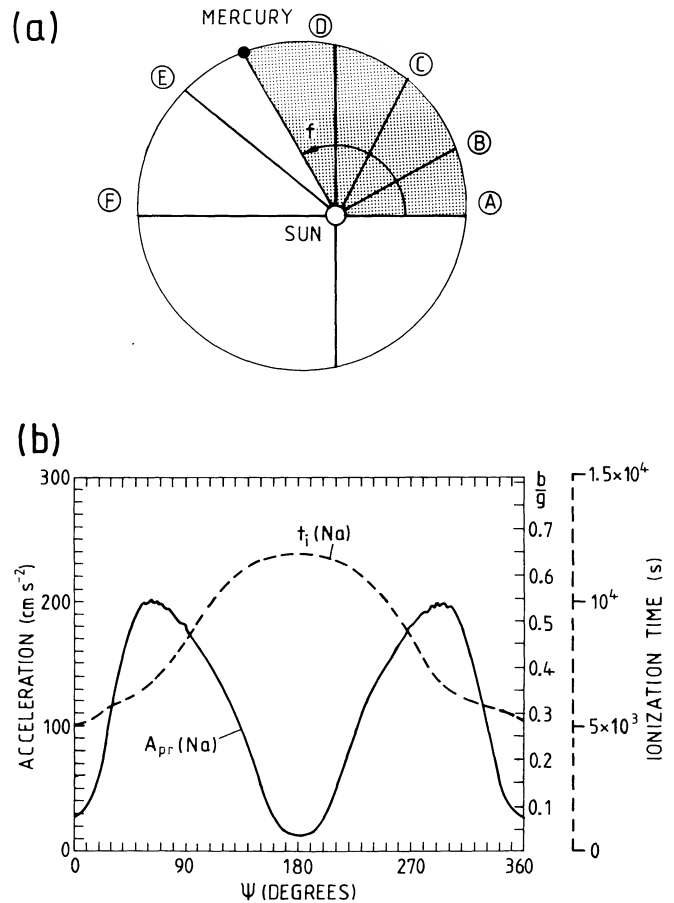 (a)
MERCURY
Ⓓ
Ⓒ
Ⓔ
f
Ⓑ
Ⓕ
Ⓐ
SUN
(b)
300
b/g
1.5×10⁴
tᵢ(Na)
0.7
0.6
200
10⁴
0.5
0.4
100
0.3
5×10³
Aₚᵣ(Na)
0.2
0.1
0
0
0
90
180
270
360
ACCELERATION (cm s⁻²)
IONIZATION TIME (s)
Ψ (DEGREES)